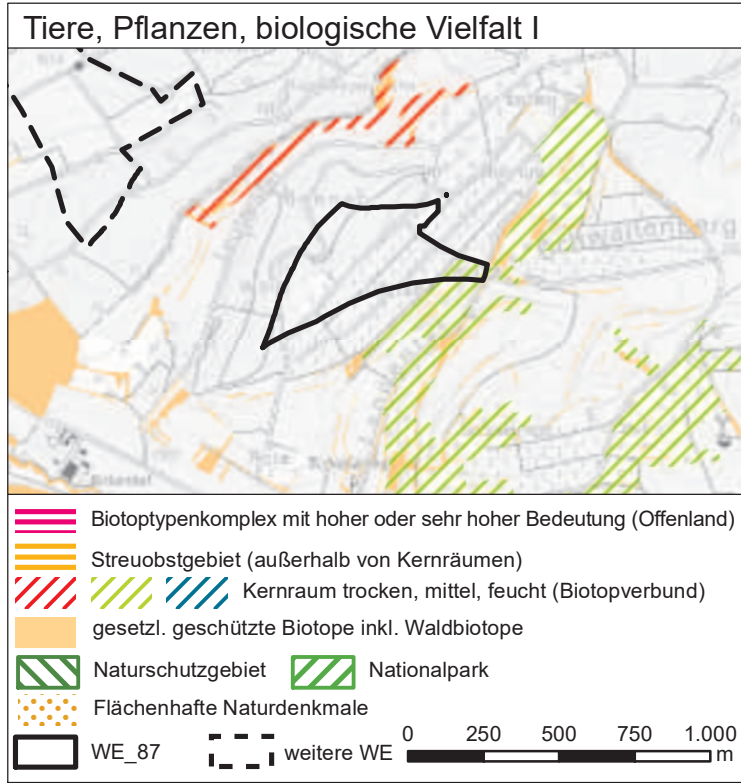 Tiere, Pflanzen, biologische Vielfalt I
Biotoptypenkomplex mit hoher oder sehr hoher Bedeutung (Offenland)
Streuobstgebiet (außerhalb von Kernräumen)
Kernraum trocken, mittel, feucht (Biotopverbund)
gesetzl. geschützte Biotope inkl. Waldbiotope
Naturschutzgebiet Nationalpark
Flächenhafte Naturdenkmale
WE_87 weitere WE 0 250 500 750 1.000
m